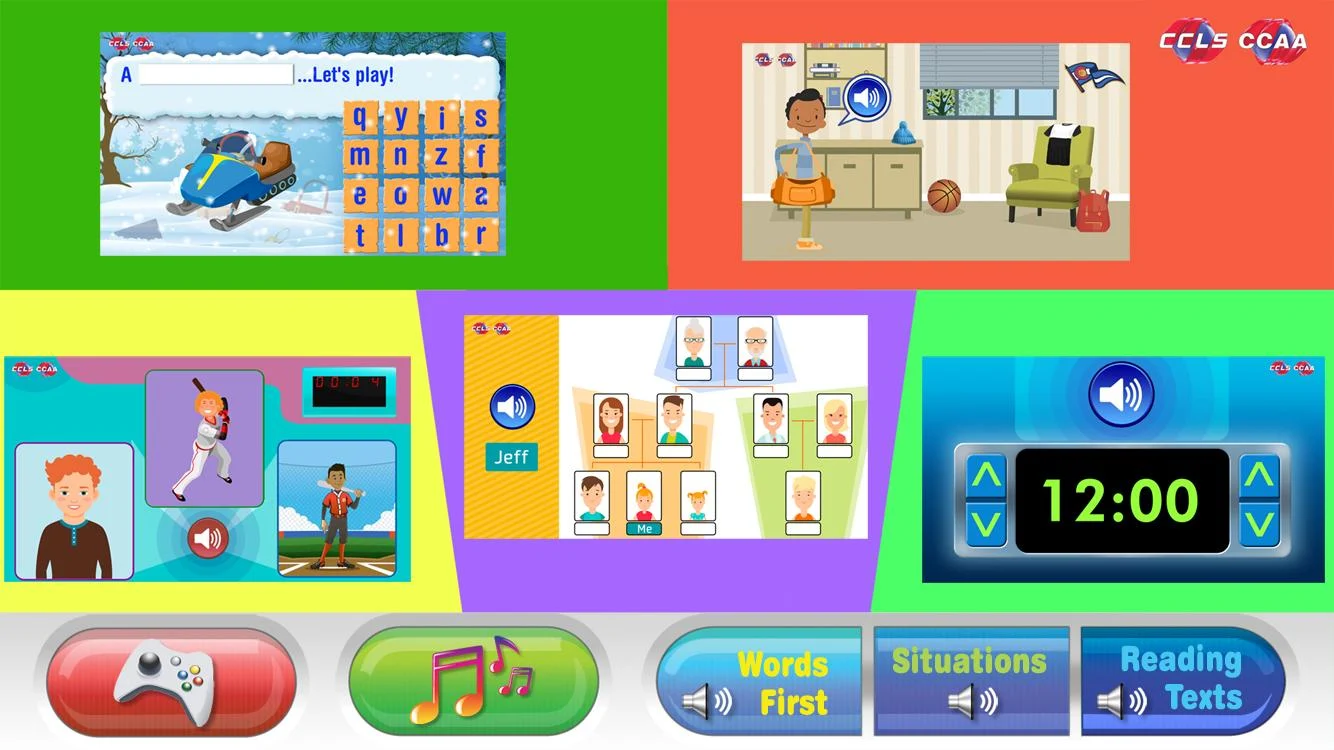 CCLS CCAA
CCLS CCAA
A ...Let's play!
q y i s
m n z f
e o w a
t l b r
CCLS CCAA
CCLS CCAA
00:04
CCLS CCAA
Jeff
Me
CCLS CCAA
12:00
Words
First
Situations
Reading
Texts